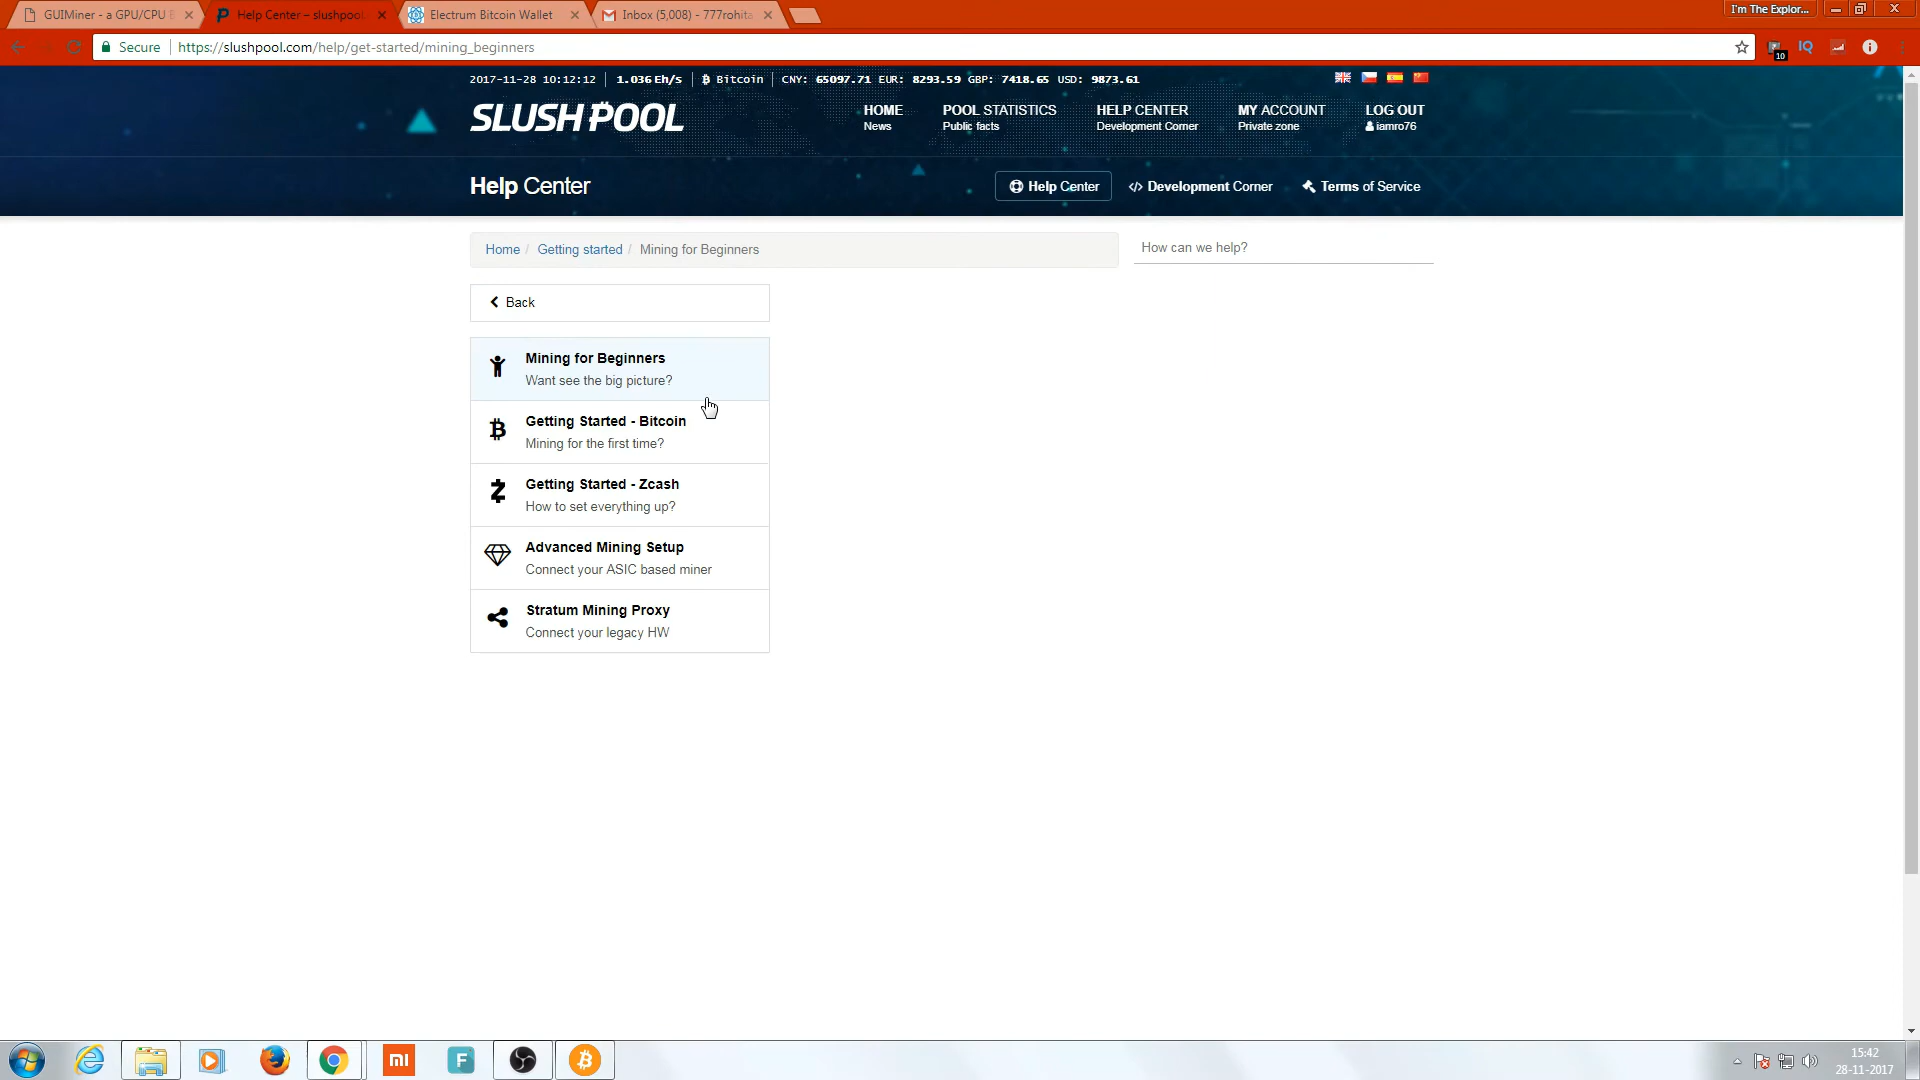 GUIMiner - a GPU/CPU
Help Center – slushpool
Electrum Bitcoin Wallet
Inbox (5,008) - 777rohita
I'm The Explor...
Secure
https://slushpool.com/help/get-started/mining_beginners
IQ
10
2017-11-28 10:12:12
1.036 Eh/s
Bitcoin
CNY: 65097.71 EUR: 8293.59 GBP: 7418.65 USD: 9873.61
SLUSH POOL
HOME
News
POOL STATISTICS
Public facts
HELP CENTER
Development Corner
MY ACCOUNT
Private zone
LOG OUT
iamro76
Help Center
Help Center
</> Development Corner
Terms of Service
Home / Getting started / Mining for Beginners
How can we help?
Back
Mining for Beginners
Want see the big picture?
Getting Started - Bitcoin
Mining for the first time?
Getting Started - Zcash
How to set everything up?
Advanced Mining Setup
Connect your ASIC based miner
Stratum Mining Proxy
Connect your legacy HW
mi
F
15:42
28-11-2017